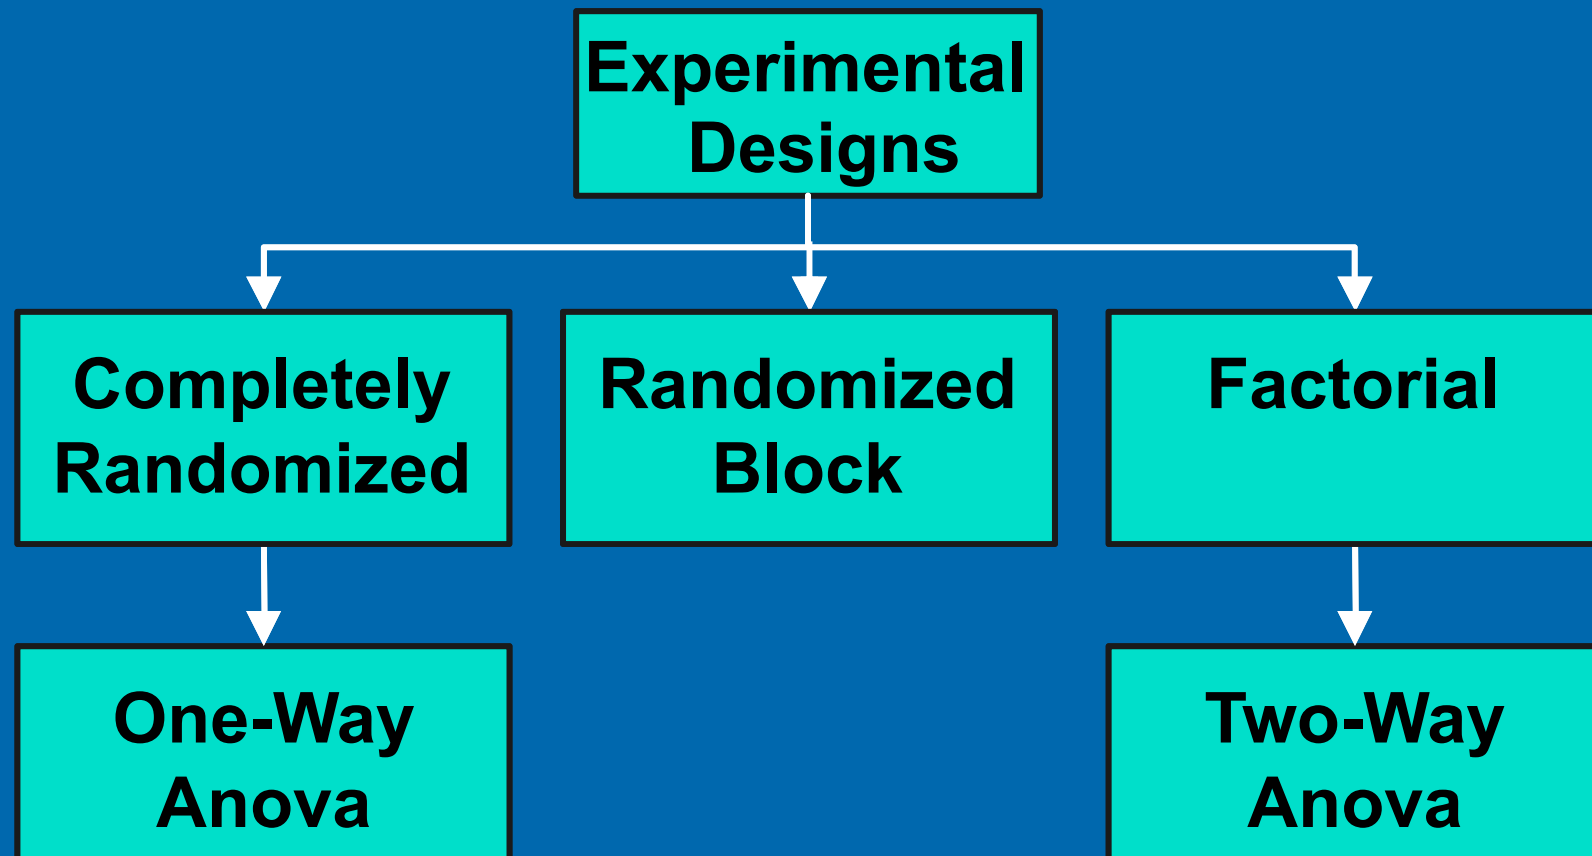 Experimental
Designs
Completely
Randomized
Randomized
Block
Factorial
One-Way
Anova
Two-Way
Anova